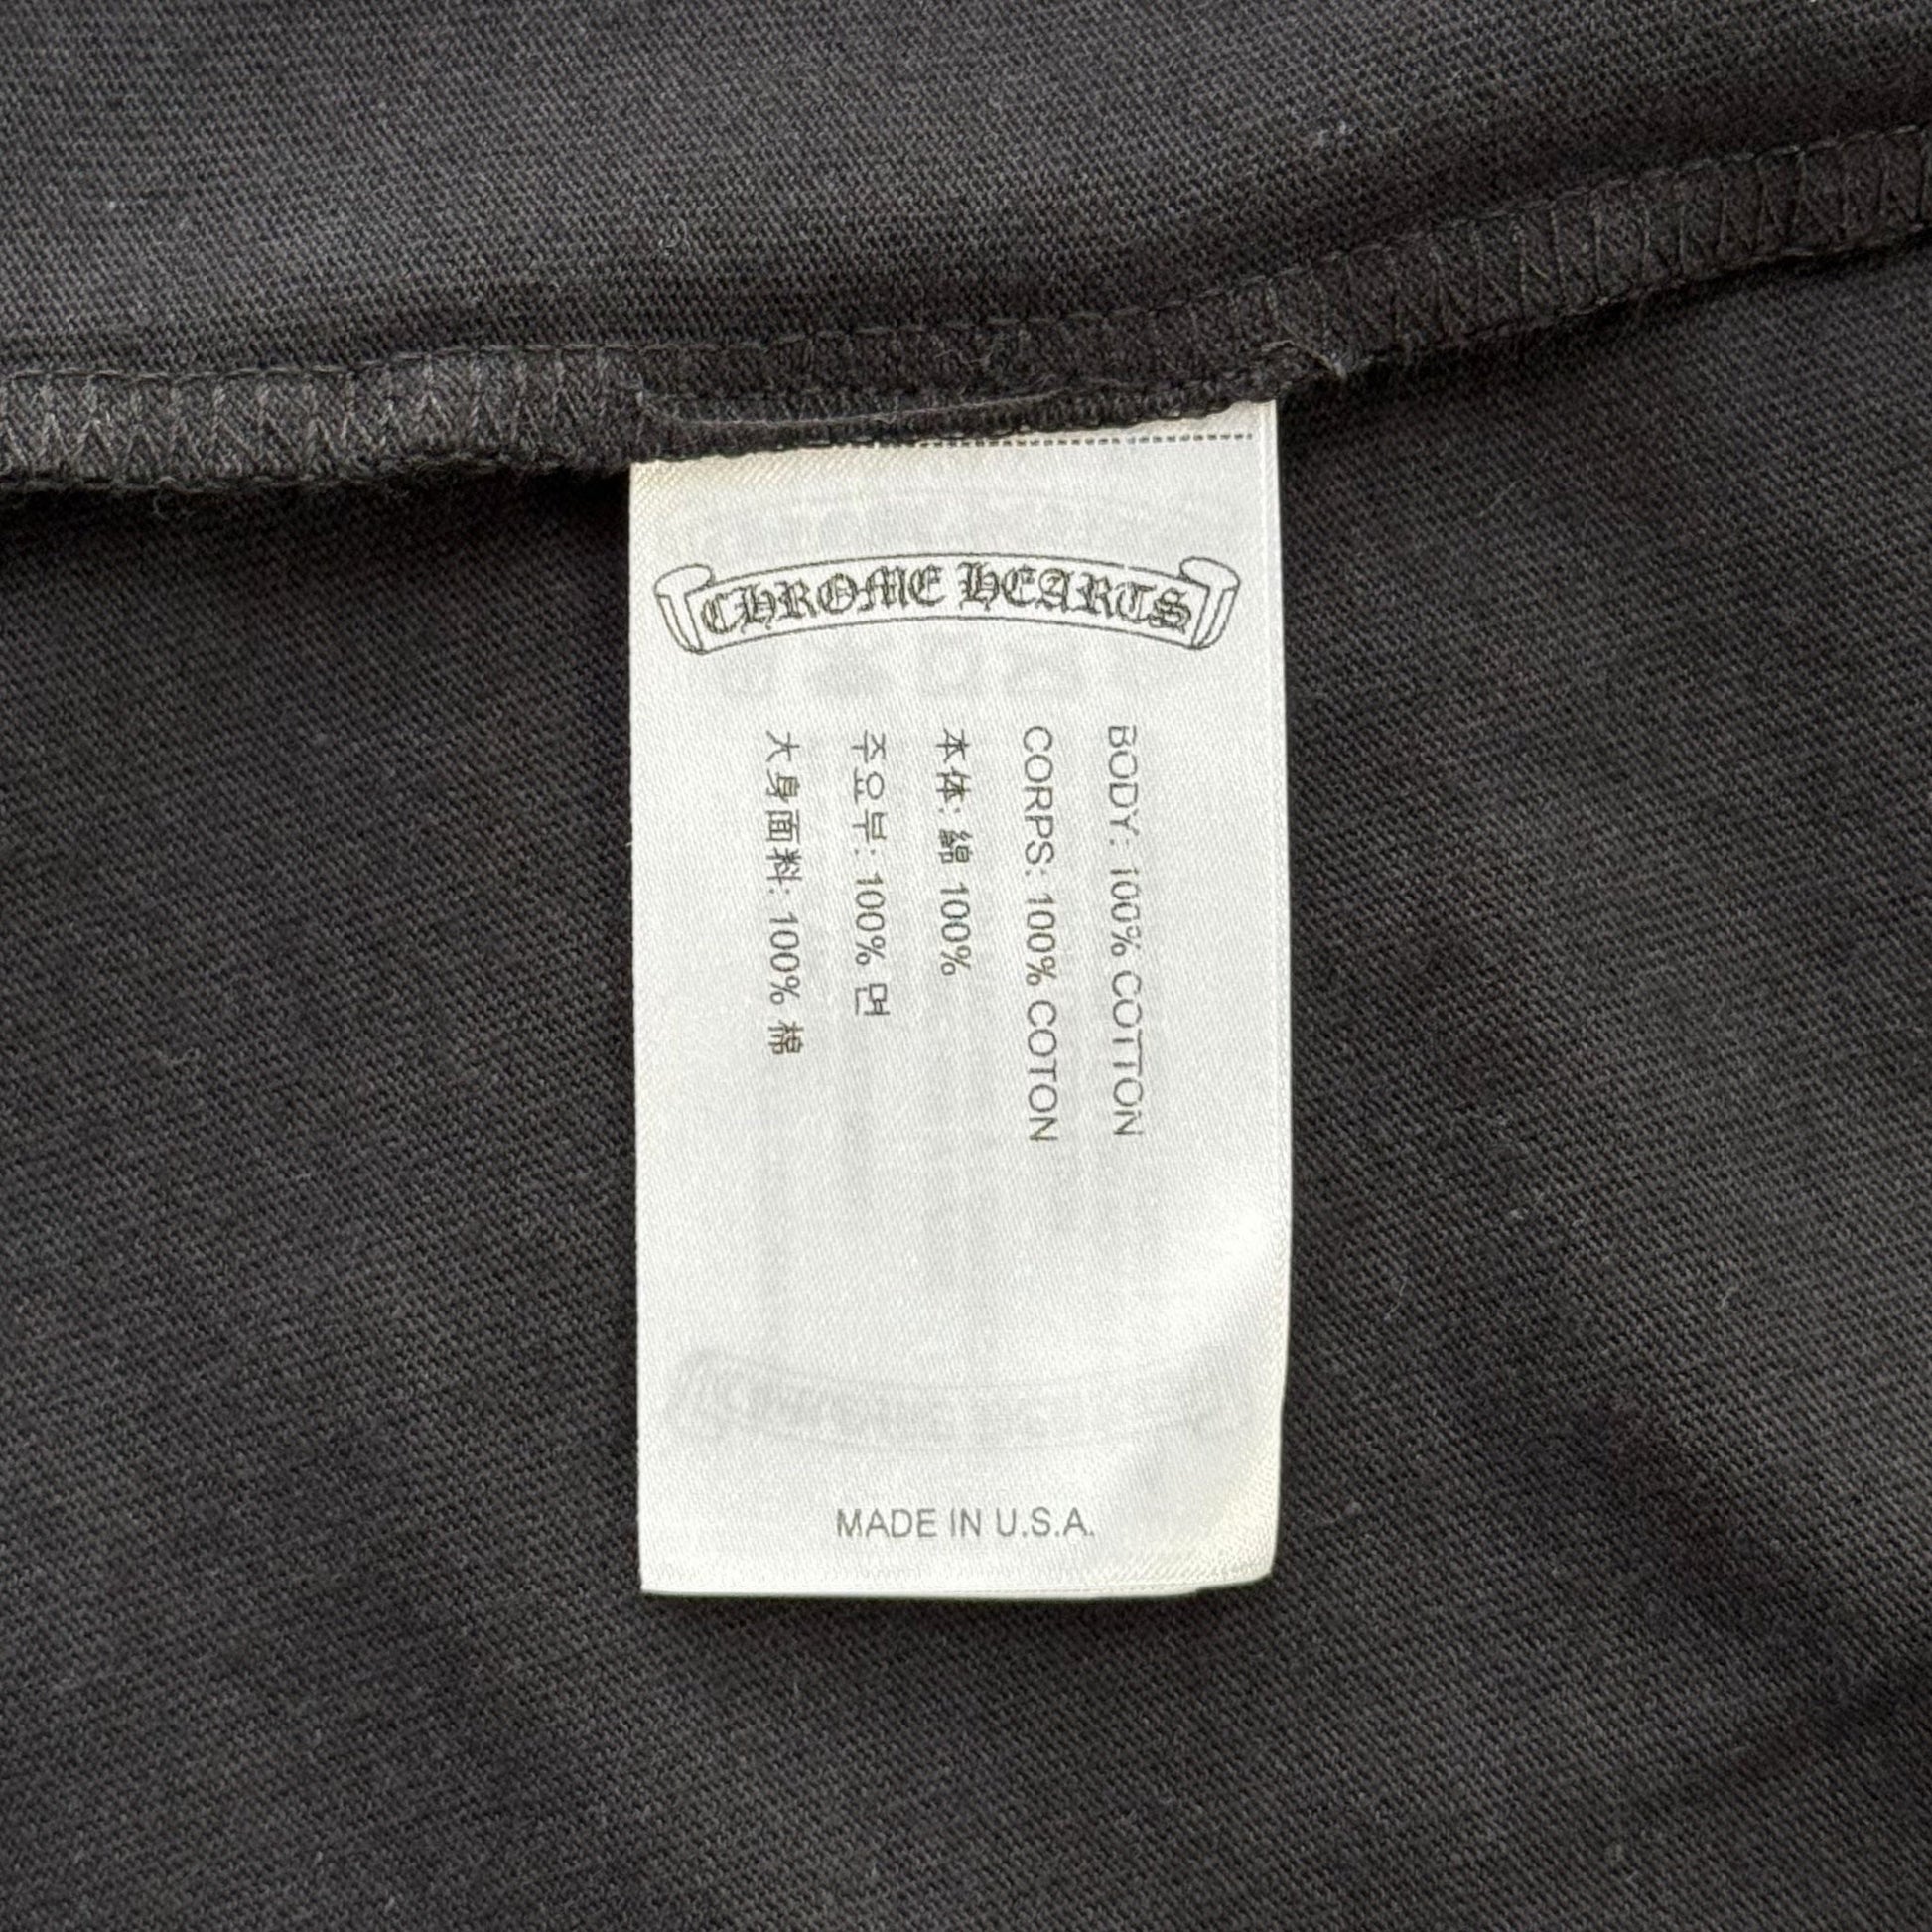 CHROME HEARTS
BODY: 100% COTTON
CORPS: 100% COTON
本体: 綿 100%
주요부: 100% 면
大身面料: 100% 棉
MADE IN U.S.A.